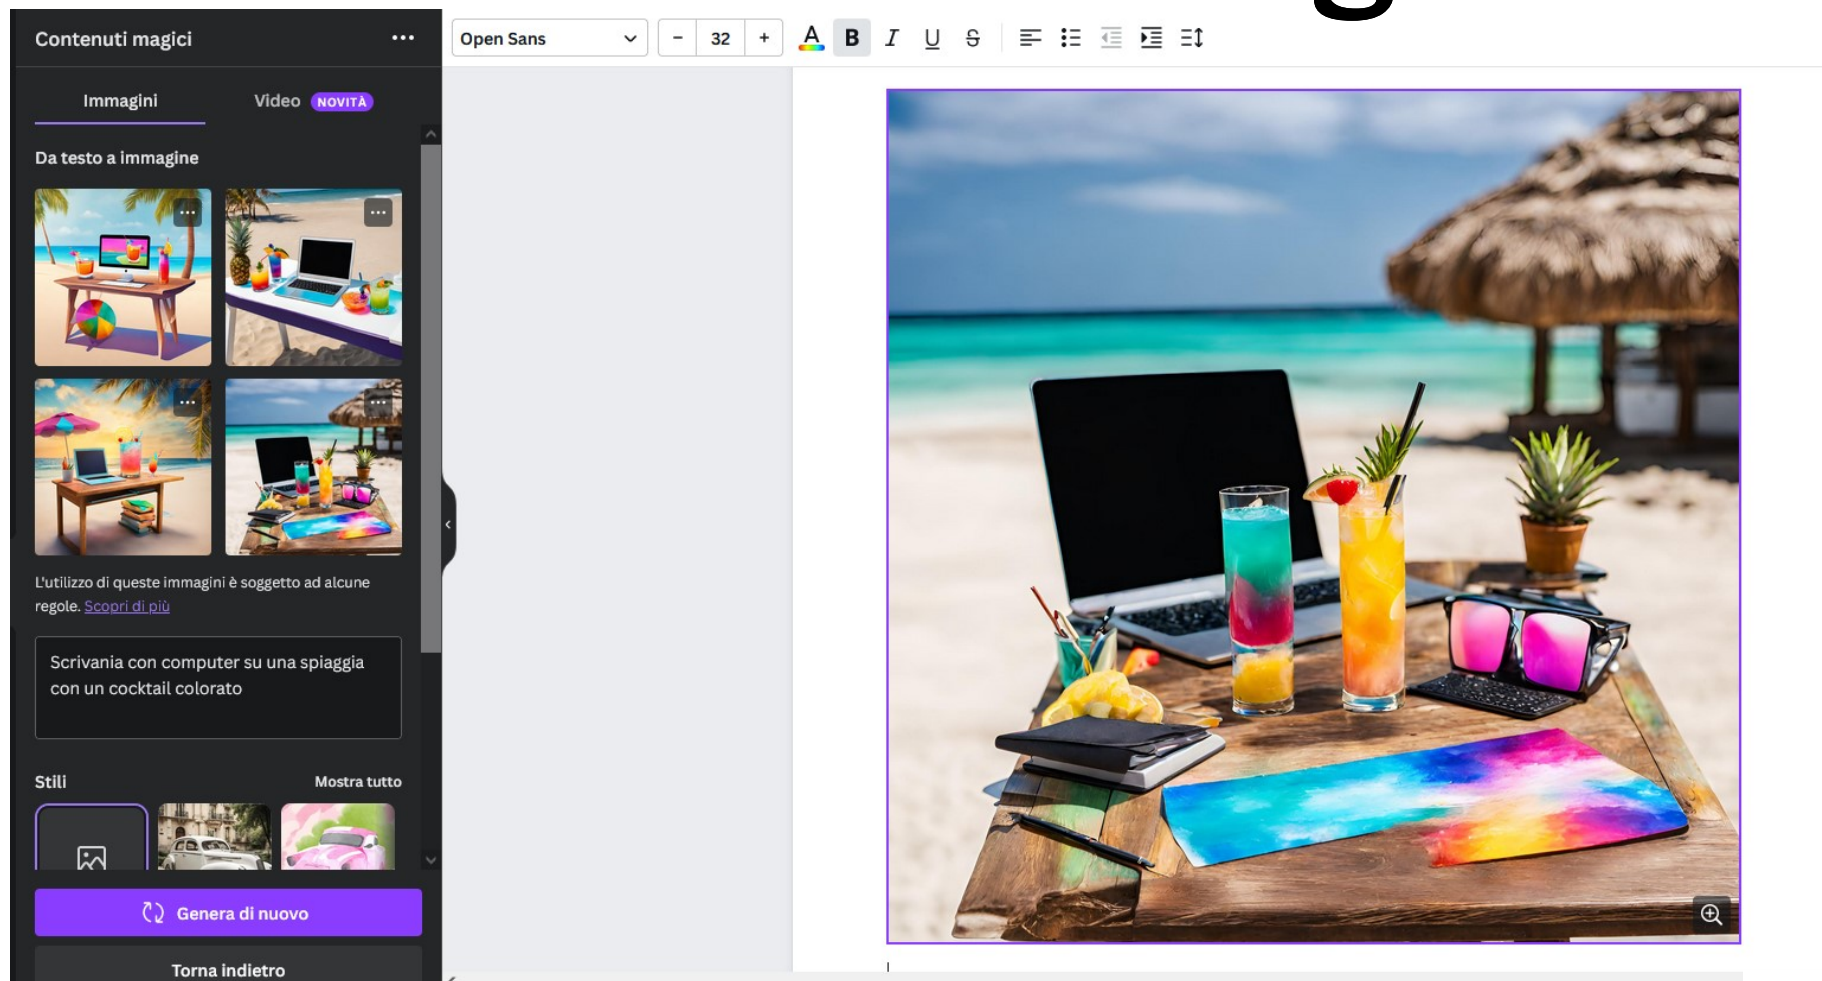 Contenuti magici
Open Sans
32
A
B
I
U
S
Immagini
Video NOVITÀ
Da testo a immagine
L'utilizzo di queste immagini è soggetto ad alcune
regole. Scopri di più
Scrivania con computer su una spiaggia
con un cocktail colorato
Stili
Mostra tutto
Genera di nuovo
Torna indietro